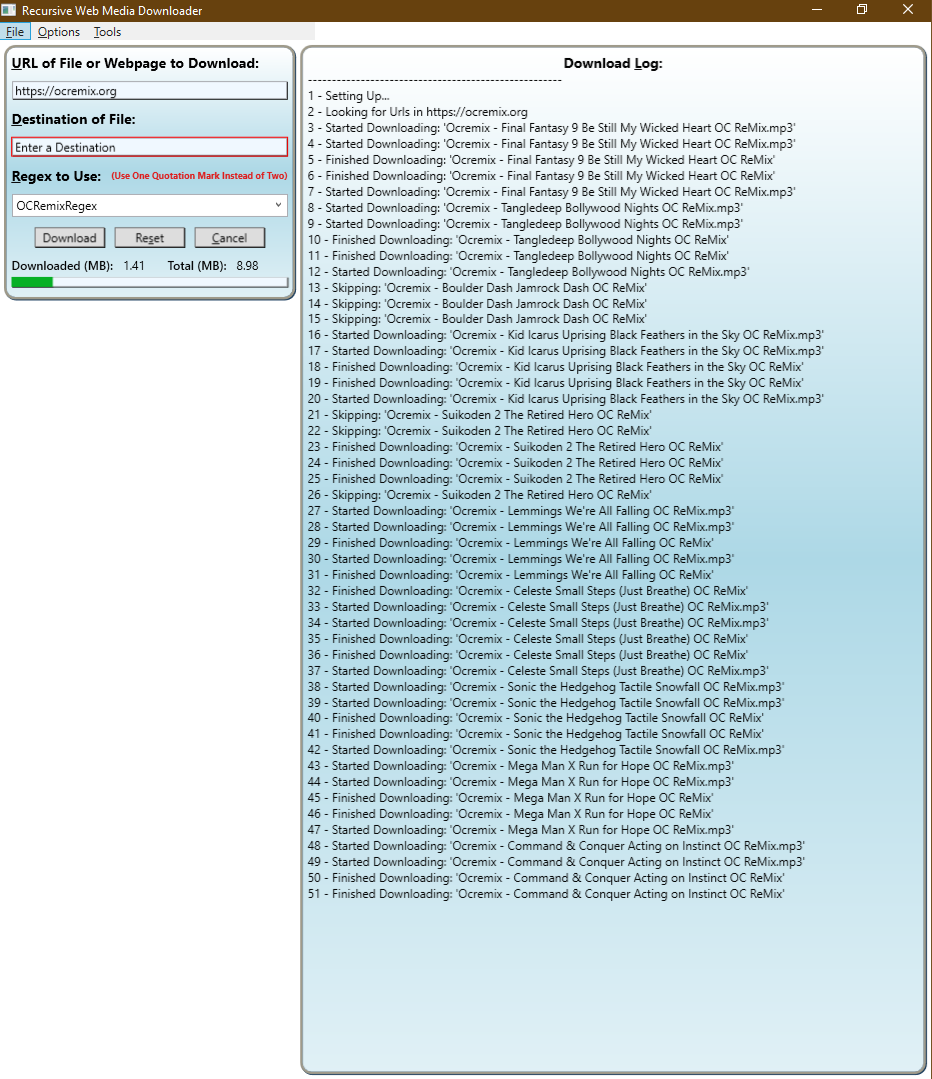 Recursive Web Media Downloader
File Options Tools
URL of File or Webpage to Download:
https://ocremix.org
Destination of File:
Enter a Destination
Regex to Use: (Use One Quotation Mark Instead of Two)
OCRemixRegex
Download Reset Cancel
Downloaded (MB): 1.41 Total (MB): 8.98
Download Log:
-----------------------------------------------------
1 - Setting Up...
2 - Looking for Urls in https://ocremix.org
3 - Started Downloading: 'Ocremix - Final Fantasy 9 Be Still My Wicked Heart OC ReMix.mp3'
4 - Started Downloading: 'Ocremix - Final Fantasy 9 Be Still My Wicked Heart OC ReMix.mp3'
5 - Finished Downloading: 'Ocremix - Final Fantasy 9 Be Still My Wicked Heart OC ReMix'
6 - Finished Downloading: 'Ocremix - Final Fantasy 9 Be Still My Wicked Heart OC ReMix'
7 - Started Downloading: 'Ocremix - Final Fantasy 9 Be Still My Wicked Heart OC ReMix.mp3'
8 - Started Downloading: 'Ocremix - Tangledeep Bollywood Nights OC ReMix.mp3'
9 - Started Downloading: 'Ocremix - Tangledeep Bollywood Nights OC ReMix.mp3'
10 - Finished Downloading: 'Ocremix - Tangledeep Bollywood Nights OC ReMix'
11 - Finished Downloading: 'Ocremix - Tangledeep Bollywood Nights OC ReMix'
12 - Started Downloading: 'Ocremix - Tangledeep Bollywood Nights OC ReMix.mp3'
13 - Skipping: 'Ocremix - Boulder Dash Jamrock Dash OC ReMix'
14 - Skipping: 'Ocremix - Boulder Dash Jamrock Dash OC ReMix'
15 - Skipping: 'Ocremix - Boulder Dash Jamrock Dash OC ReMix'
16 - Started Downloading: 'Ocremix - Kid Icarus Uprising Black Feathers in the Sky OC ReMix.mp3'
17 - Started Downloading: 'Ocremix - Kid Icarus Uprising Black Feathers in the Sky OC ReMix.mp3'
18 - Finished Downloading: 'Ocremix - Kid Icarus Uprising Black Feathers in the Sky OC ReMix'
19 - Finished Downloading: 'Ocremix - Kid Icarus Uprising Black Feathers in the Sky OC ReMix'
20 - Started Downloading: 'Ocremix - Kid Icarus Uprising Black Feathers in the Sky OC ReMix.mp3'
21 - Skipping: 'Ocremix - Suikoden 2 The Retired Hero OC ReMix'
22 - Skipping: 'Ocremix - Suikoden 2 The Retired Hero OC ReMix'
23 - Finished Downloading: 'Ocremix - Suikoden 2 The Retired Hero OC ReMix'
24 - Finished Downloading: 'Ocremix - Suikoden 2 The Retired Hero OC ReMix'
25 - Finished Downloading: 'Ocremix - Suikoden 2 The Retired Hero OC ReMix'
26 - Skipping: 'Ocremix - Suikoden 2 The Retired Hero OC ReMix'
27 - Started Downloading: 'Ocremix - Lemmings We're All Falling OC ReMix.mp3'
28 - Started Downloading: 'Ocremix - Lemmings We're All Falling OC ReMix.mp3'
29 - Finished Downloading: 'Ocremix - Lemmings We're All Falling OC ReMix'
30 - Started Downloading: 'Ocremix - Lemmings We're All Falling OC ReMix.mp3'
31 - Finished Downloading: 'Ocremix - Lemmings We're All Falling OC ReMix'
32 - Finished Downloading: 'Ocremix - Celeste Small Steps (Just Breathe) OC ReMix'
33 - Started Downloading: 'Ocremix - Celeste Small Steps (Just Breathe) OC ReMix.mp3'
34 - Started Downloading: 'Ocremix - Celeste Small Steps (Just Breathe) OC ReMix.mp3'
35 - Finished Downloading: 'Ocremix - Celeste Small Steps (Just Breathe) OC ReMix'
36 - Finished Downloading: 'Ocremix - Celeste Small Steps (Just Breathe) OC ReMix'
37 - Started Downloading: 'Ocremix - Celeste Small Steps (Just Breathe) OC ReMix.mp3'
38 - Started Downloading: 'Ocremix - Sonic the Hedgehog Tactile Snowfall OC ReMix.mp3'
39 - Started Downloading: 'Ocremix - Sonic the Hedgehog Tactile Snowfall OC ReMix.mp3'
40 - Finished Downloading: 'Ocremix - Sonic the Hedgehog Tactile Snowfall OC ReMix'
41 - Finished Downloading: 'Ocremix - Sonic the Hedgehog Tactile Snowfall OC ReMix'
42 - Started Downloading: 'Ocremix - Sonic the Hedgehog Tactile Snowfall OC ReMix.mp3'
43 - Started Downloading: 'Ocremix - Mega Man X Run for Hope OC ReMix.mp3'
44 - Started Downloading: 'Ocremix - Mega Man X Run for Hope OC ReMix.mp3'
45 - Finished Downloading: 'Ocremix - Mega Man X Run for Hope OC ReMix'
46 - Finished Downloading: 'Ocremix - Mega Man X Run for Hope OC ReMix'
47 - Started Downloading: 'Ocremix - Mega Man X Run for Hope OC ReMix.mp3'
48 - Started Downloading: 'Ocremix - Command & Conquer Acting on Instinct OC ReMix.mp3'
49 - Started Downloading: 'Ocremix - Command & Conquer Acting on Instinct OC ReMix.mp3'
50 - Finished Downloading: 'Ocremix - Command & Conquer Acting on Instinct OC ReMix'
51 - Finished Downloading: 'Ocremix - Command & Conquer Acting on Instinct OC ReMix'